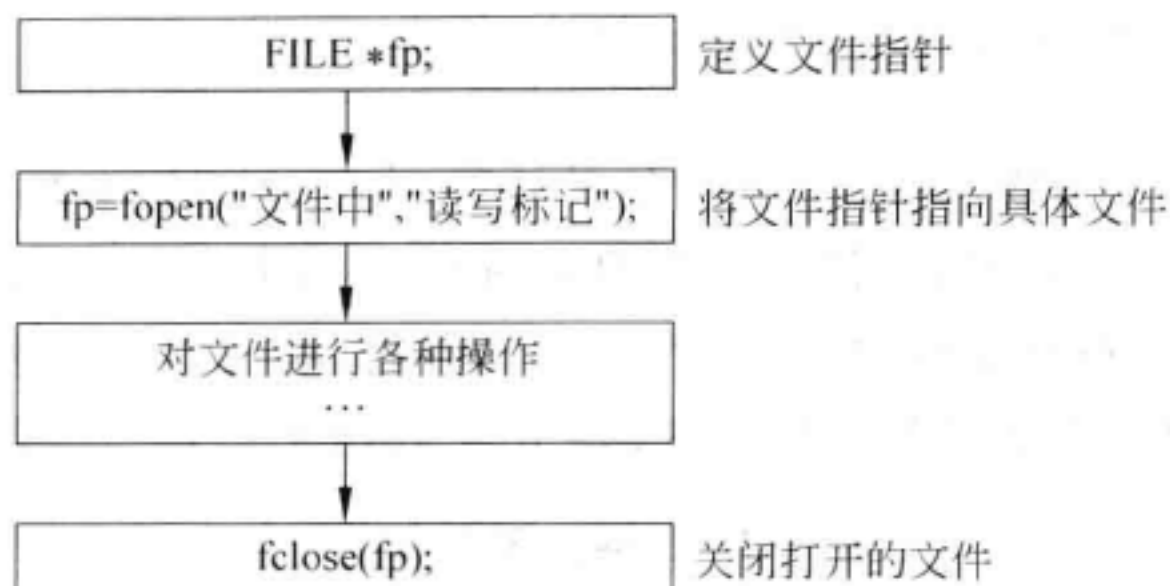 FILE *fp; 定义文件指针
fp=fopen("文件中","读写标记"); 将文件指针指向具体文件
对文件进行各种操作
…
fclose(fp); 关闭打开的文件